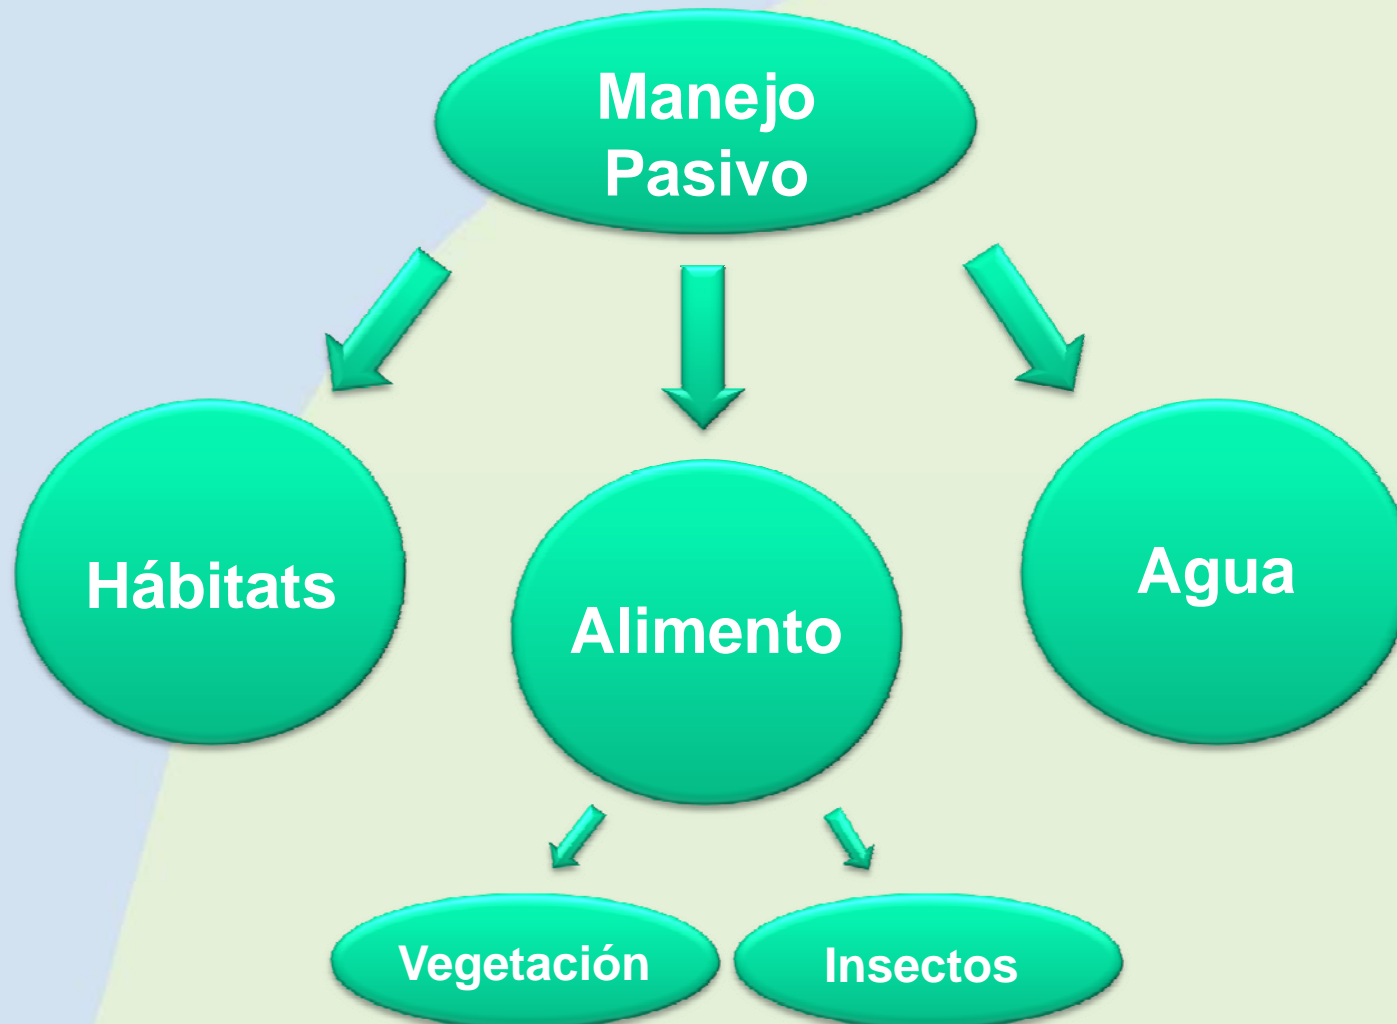 Manejo
Pasivo
Hábitats
Alimento
Agua
Vegetación
Insectos